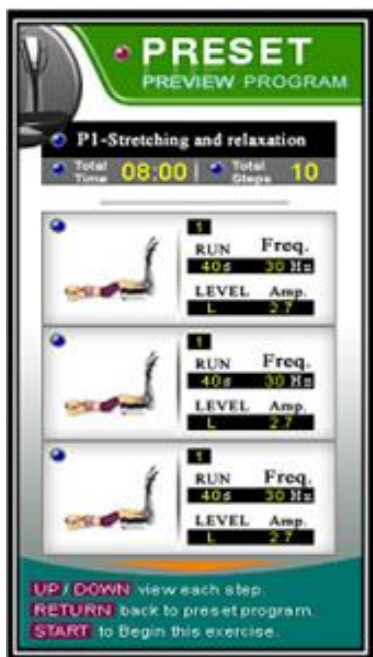 PRESET
PREVIEW PROGRAM
P1-Stretching and relaxation
Total Time 08:00 | Total Steps 10
1
RUN Freq.
40s 30 Hz
LEVEL Amp.
L 2.7
1
RUN Freq.
40s 30 Hz
LEVEL Amp.
L 2.7
1
RUN Freq.
40s 30 Hz
LEVEL Amp.
L 2.7
UP / DOWN view each step.
RETURN back to preset program.
START to Begin this exercise.